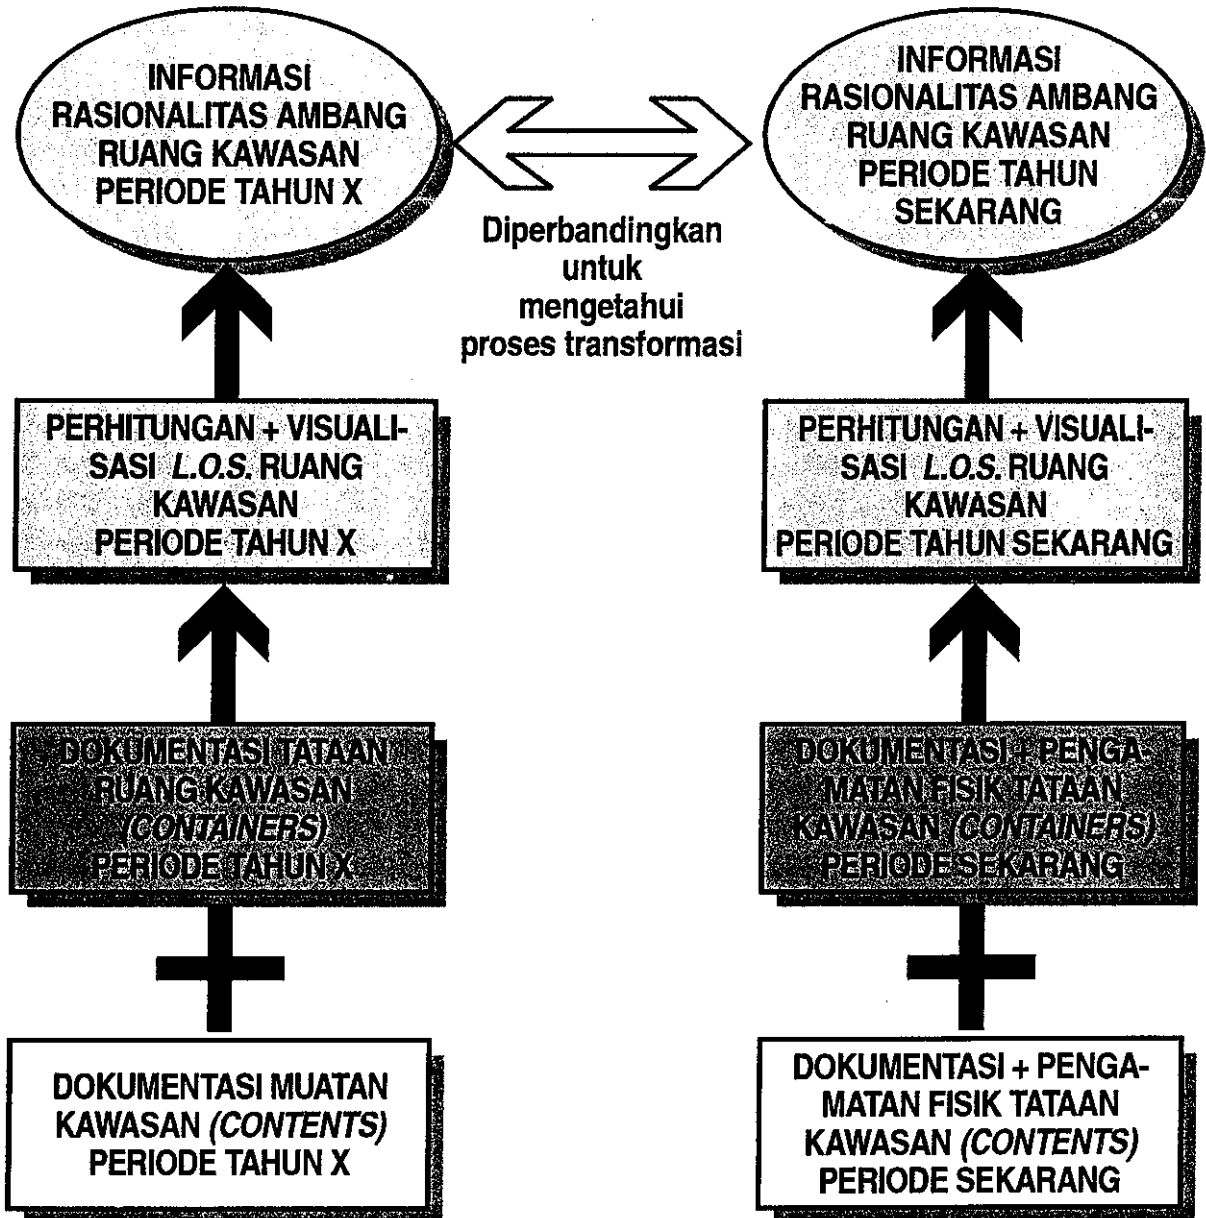 INFORMASI
RASIONALITAS AMBANG
RUANG KAWASAN
PERIODE TAHUN X
INFORMASI
RASIONALITAS AMBANG
RUANG KAWASAN
PERIODE TAHUN
SEKARANG
Diperbandingkan
untuk
mengetahui
proses transformasi
PERHITUNGAN + VISUALI-
SASI L.O.S. RUANG
KAWASAN
PERIODE TAHUN X
PERHITUNGAN + VISUALI-
SASI L.O.S. RUANG
KAWASAN
PERIODE TAHUN SEKARANG
DOKUMENTASI TATAAN
RUANG KAWASAN
(CONTAINERS)
PERIODE TAHUN X
DOKUMENTASI + PENGA-
MATAN FISIK TATAAN
KAWASAN (CONTAINERS)
PERIODE SEKARANG
DOKUMENTASI MUATAN
KAWASAN (CONTENTS)
PERIODE TAHUN X
DOKUMENTASI + PENGA-
MATAN FISIK TATAAN
KAWASAN (CONTENTS)
PERIODE SEKARANG